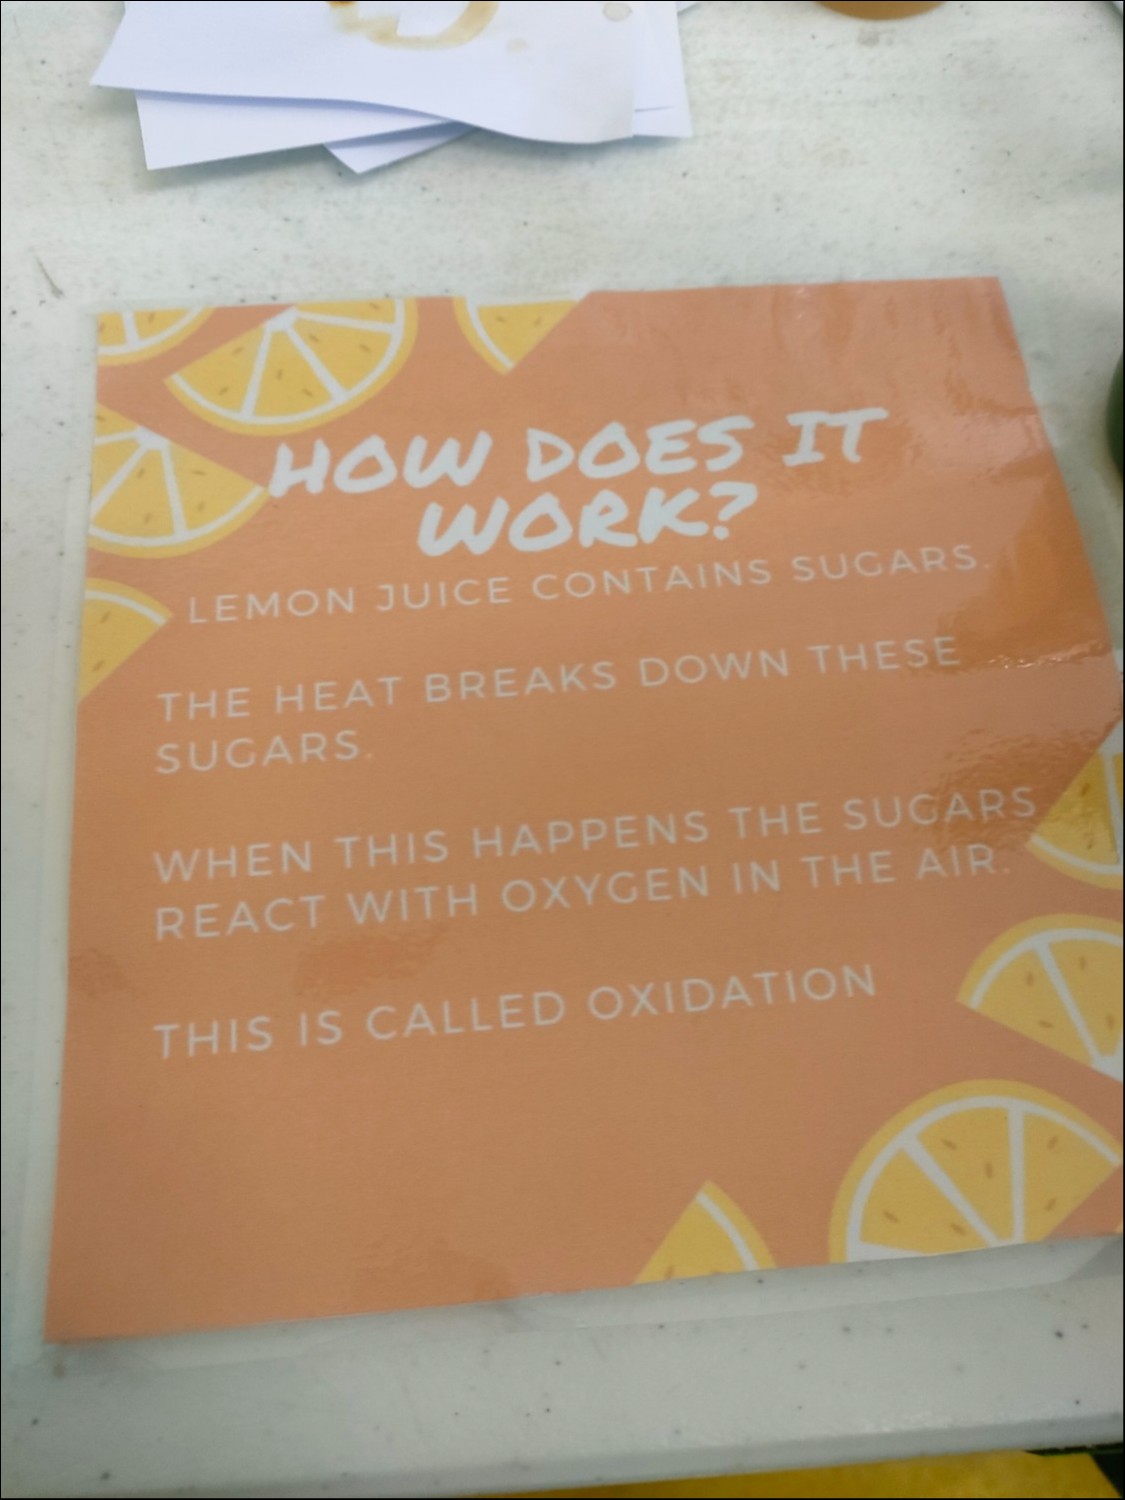 HOW DOES IT
WORK?
LEMON JUICE CONTAINS SUGARS.
THE HEAT BREAKS DOWN THESE
SUGARS.
WHEN THIS HAPPENS THE SUGARS
REACT WITH OXYGEN IN THE AIR.
THIS IS CALLED OXIDATION